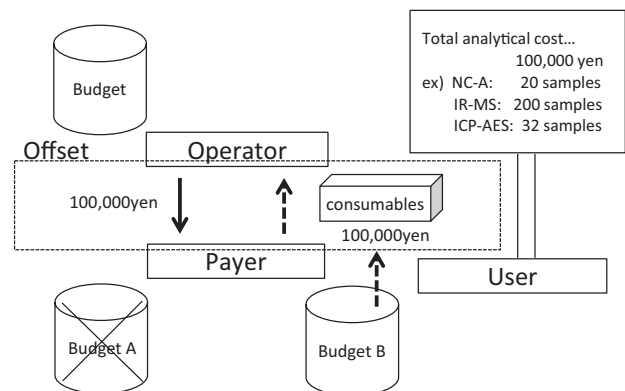 Total analytical cost...
100,000 yen
ex) NC-A: 20 samples
IR-MS: 200 samples
ICP-AES: 32 samples
Budget
Offset
Operator
100,000yen
consumables
100,000yen
Payer
User
Budget A
Budget B